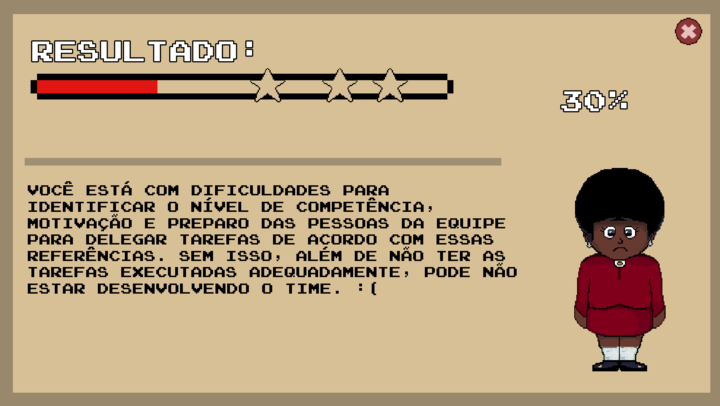 RESULTADO:
30%
VOCÊ ESTÁ COM DIFICULDADES PARA
IDENTIFICAR O NÍVEL DE COMPETÊNCIA,
MOTIVAÇÃO E PREPARO DAS PESSOAS DA EQUIPE
PARA DELEGAR TAREFAS DE ACORDO COM ESSAS
REFERÊNCIAS. SEM ISSO, ALÉM DE NÃO TER AS
TAREFAS EXECUTADAS ADEQUADAMENTE, PODE NÃO
ESTAR DESENVOLVENDO O TIME. :(